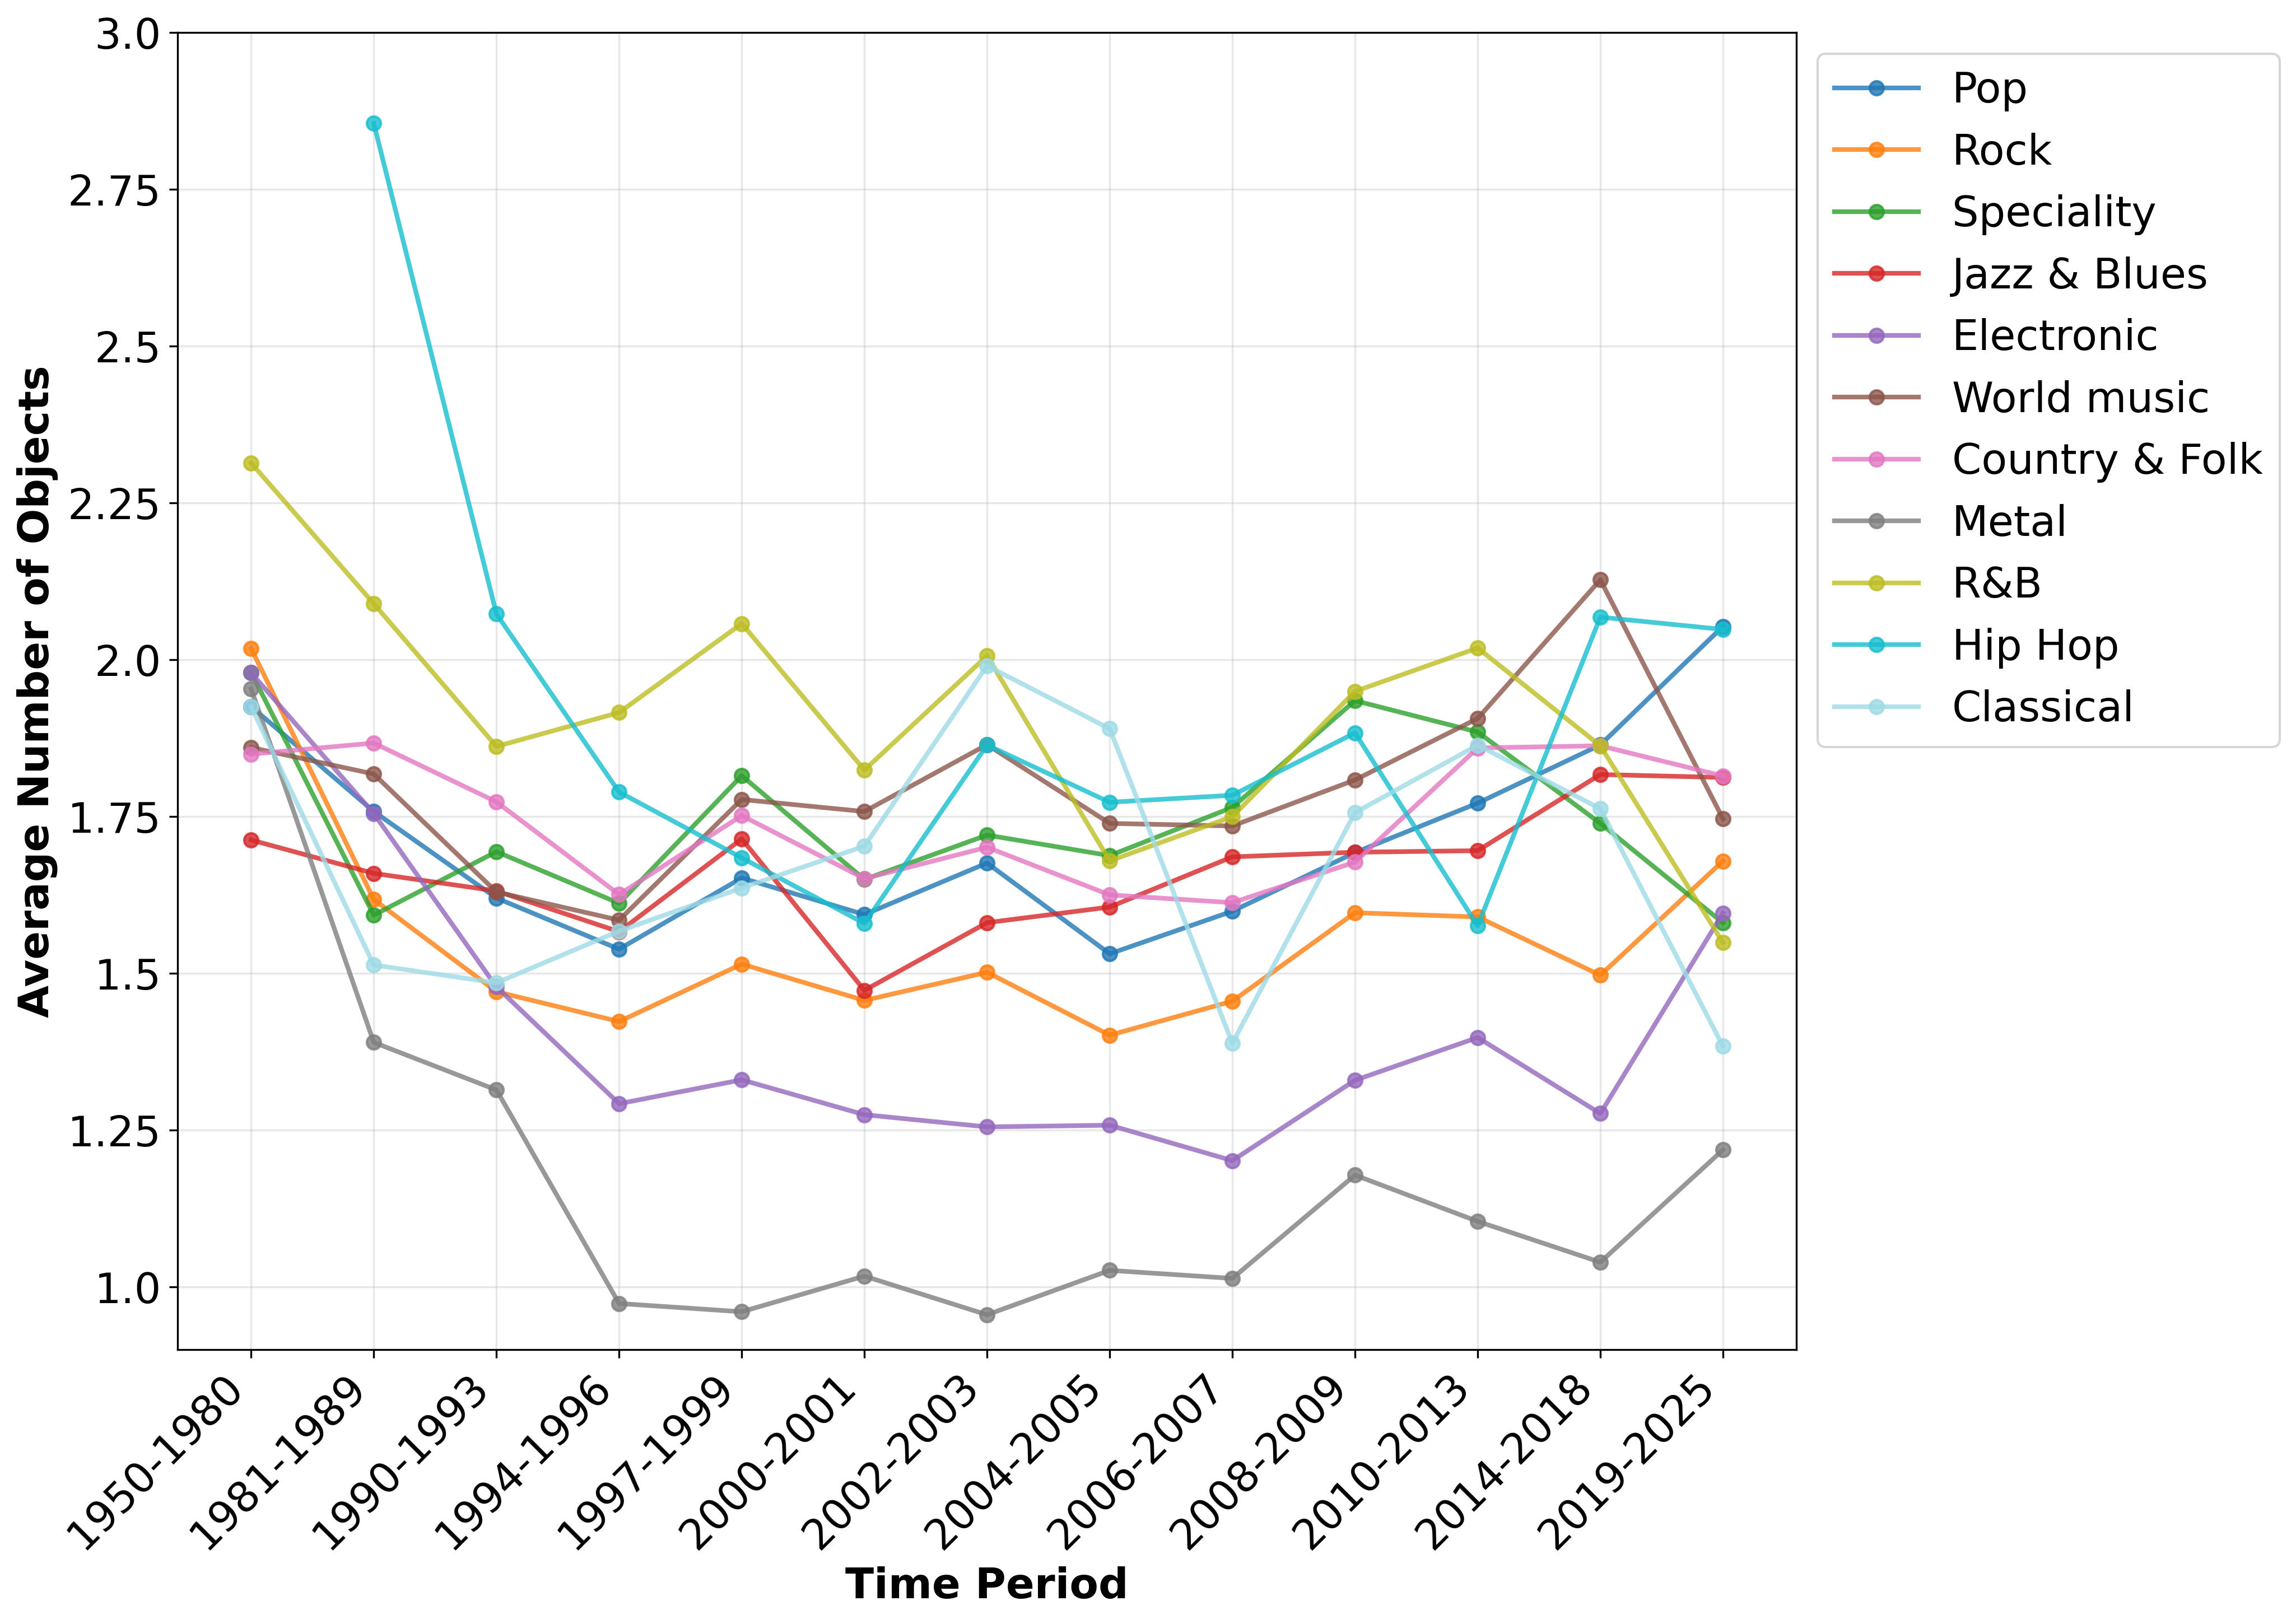 3.0
2.75
2.5
2.25
2.0
1.75
1.5
1.25
1.0
Average Number of Objects
1950-1980
1981-1989
1990-1993
1994-1996
1997-1999
2000-2001
2002-2003
2004-2005
2006-2007
2008-2009
2010-2013
2014-2018
2019-2025
Time Period
Pop
Rock
Speciality
Jazz & Blues
Electronic
World music
Country & Folk
Metal
R&B
Hip Hop
Classical